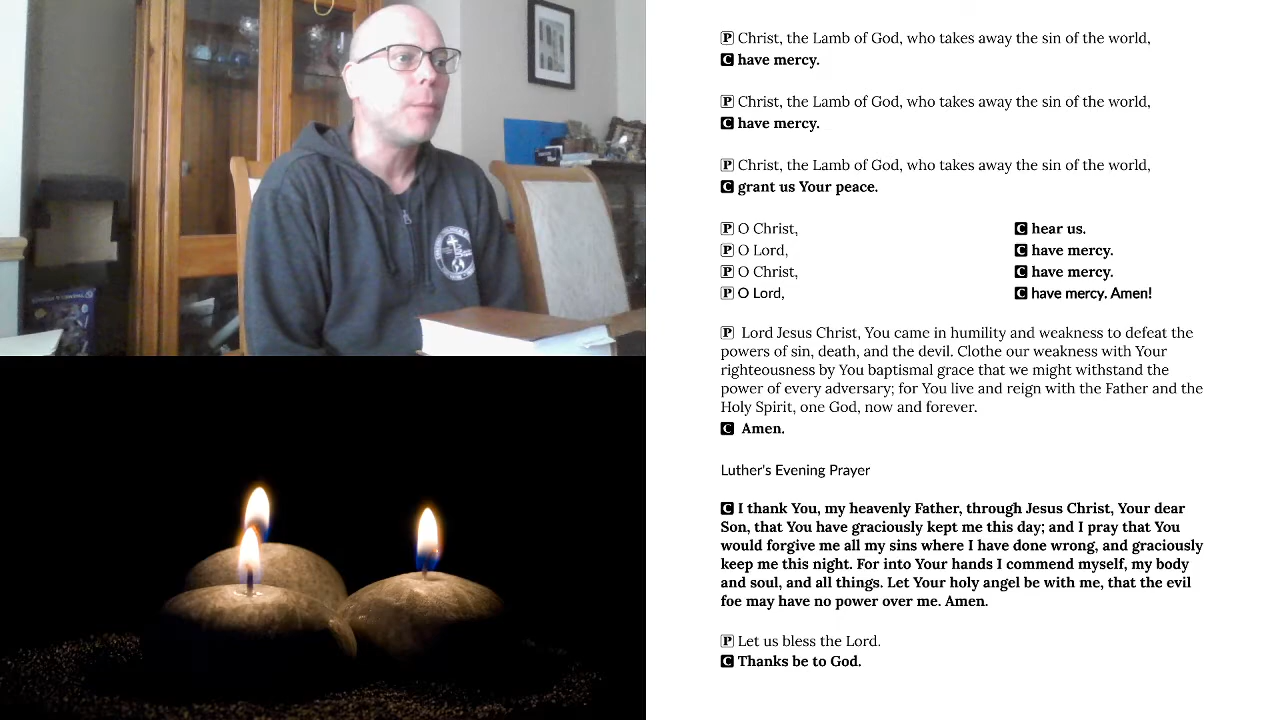 P Christ, the Lamb of God, who takes away the sin of the world,
C have mercy.
P Christ, the Lamb of God, who takes away the sin of the world,
C have mercy.
P Christ, the Lamb of God, who takes away the sin of the world,
C grant us Your peace.
P O Christ, C hear us.
P O Lord, C have mercy.
P O Christ, C have mercy.
P O Lord, C have mercy. Amen!
P Lord Jesus Christ, You came in humility and weakness to defeat the
powers of sin, death, and the devil. Clothe our weakness with Your
righteousness by You baptismal grace that we might withstand the
power of every adversary; for You live and reign with the Father and the
Holy Spirit, one God, now and forever.
C Amen.
Luther's Evening Prayer
C I thank You, my heavenly Father, through Jesus Christ, Your dear
Son, that You have graciously kept me this day; and I pray that You
would forgive me all my sins where I have done wrong, and graciously
keep me this night. For into Your hands I commend myself, my body
and soul, and all things. Let Your holy angel be with me, that the evil
foe may have no power over me. Amen.
P Let us bless the Lord.
C Thanks be to God.